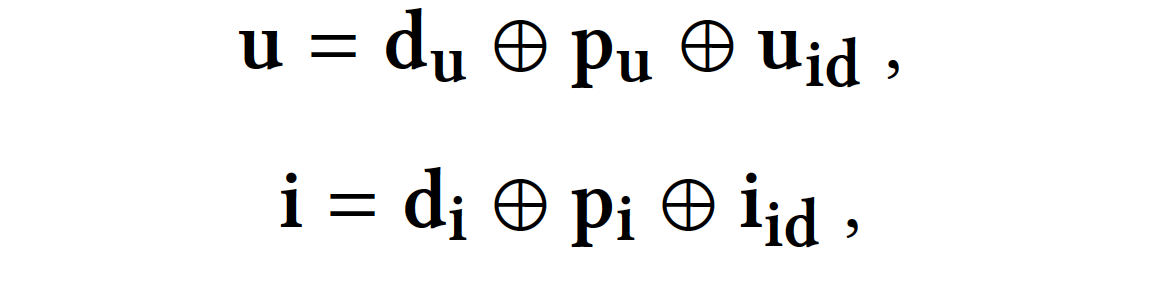 u = d_u ⊕ p_u ⊕ u_id ,
i = d_i ⊕ p_i ⊕ i_id ,